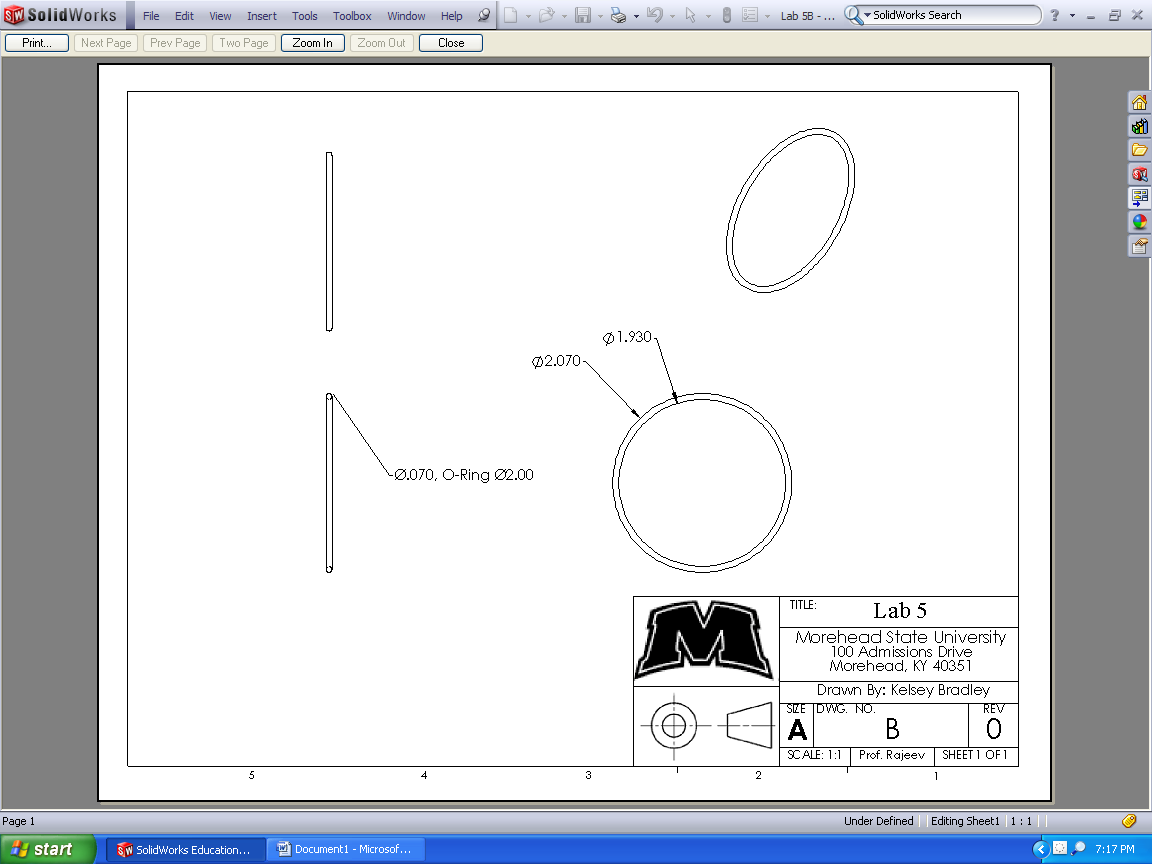 SolidWorks File Edit View Insert Tools Toolbox Window Help Lab 5B - ... SolidWorks Search
Print... Next Page Prev Page Two Page Zoom In Zoom Out Close
Ø1.930
Ø2.070
Ø.070, O-Ring Ø2.00
TITLE: Lab 5
Morehead State University
100 Admissions Drive
Morehead, KY 40351
Drawn By: Kelsey Bradley
SIZE DWG. NO. REV
A B 0
SCALE: 1:1 Prof. Rajeev SHEET 1 OF 1
5 4 3 2 1
Page 1 Under Defined Editing Sheet1 1 : 1
start SolidWorks Education... Document1 - Microsof... 7:17 PM